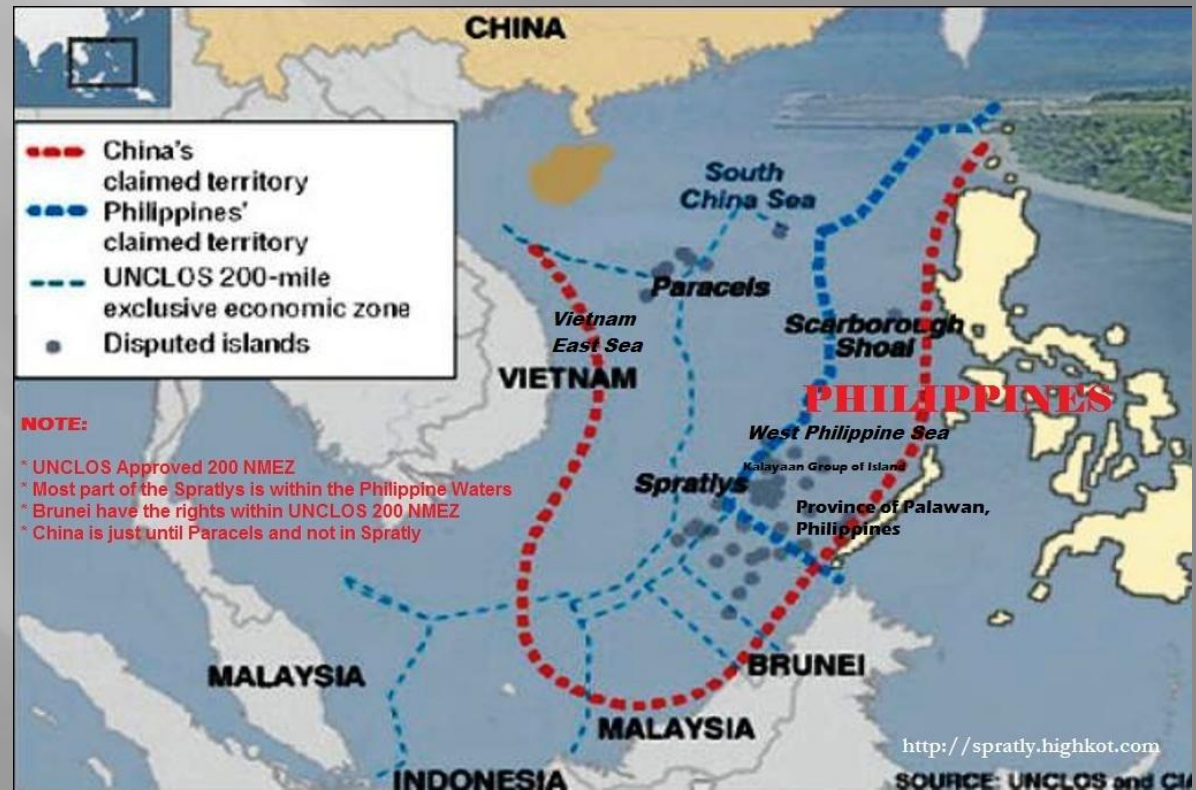 CHINA
China's
claimed territory
Philippines'
claimed territory
UNCLOS 200-mile
exclusive economic zone
Disputed islands
South
China Sea
Paracels
Vietnam
East Sea
VIETNAM
Scarborough
Shoal
PHILIPPINES
West Philippine Sea
Kalayaan Group of Island
Spratlys
Province of Palawan,
Philippines
NOTE:
* UNCLOS Approved 200 NMEZ
* Most part of the Spratlys is within the Philippine Waters
* Brunei have the rights within UNCLOS 200 NMEZ
* China is just until Paracels and not in Spratly
MALAYSIA
BRUNEI
MALAYSIA
INDONESIA
http://spratly.highkot.com
SOURCE: UNCLOS and